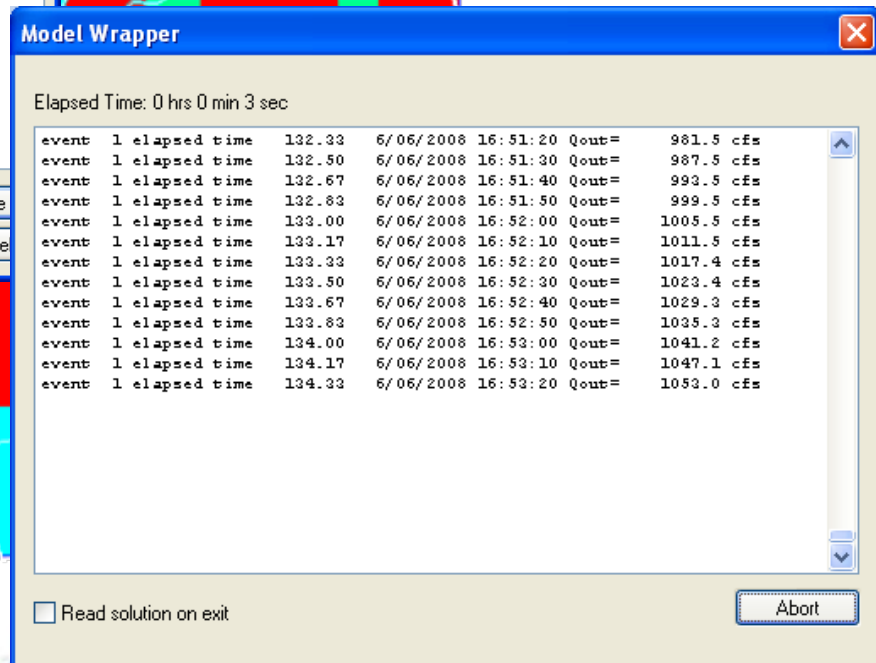 Model Wrapper
Elapsed Time: 0 hrs 0 min 3 sec
event 1 elapsed time 132.33 6/06/2008 16:51:20 Qout= 981.5 cfs
event 1 elapsed time 132.50 6/06/2008 16:51:30 Qout= 987.5 cfs
event 1 elapsed time 132.67 6/06/2008 16:51:40 Qout= 993.5 cfs
event 1 elapsed time 132.83 6/06/2008 16:51:50 Qout= 999.5 cfs
event 1 elapsed time 133.00 6/06/2008 16:52:00 Qout= 1005.5 cfs
event 1 elapsed time 133.17 6/06/2008 16:52:10 Qout= 1011.5 cfs
event 1 elapsed time 133.33 6/06/2008 16:52:20 Qout= 1017.4 cfs
event 1 elapsed time 133.50 6/06/2008 16:52:30 Qout= 1023.4 cfs
event 1 elapsed time 133.67 6/06/2008 16:52:40 Qout= 1029.3 cfs
event 1 elapsed time 133.83 6/06/2008 16:52:50 Qout= 1035.3 cfs
event 1 elapsed time 134.00 6/06/2008 16:53:00 Qout= 1041.2 cfs
event 1 elapsed time 134.17 6/06/2008 16:53:10 Qout= 1047.1 cfs
event 1 elapsed time 134.33 6/06/2008 16:53:20 Qout= 1053.0 cfs
Read solution on exit
Abort